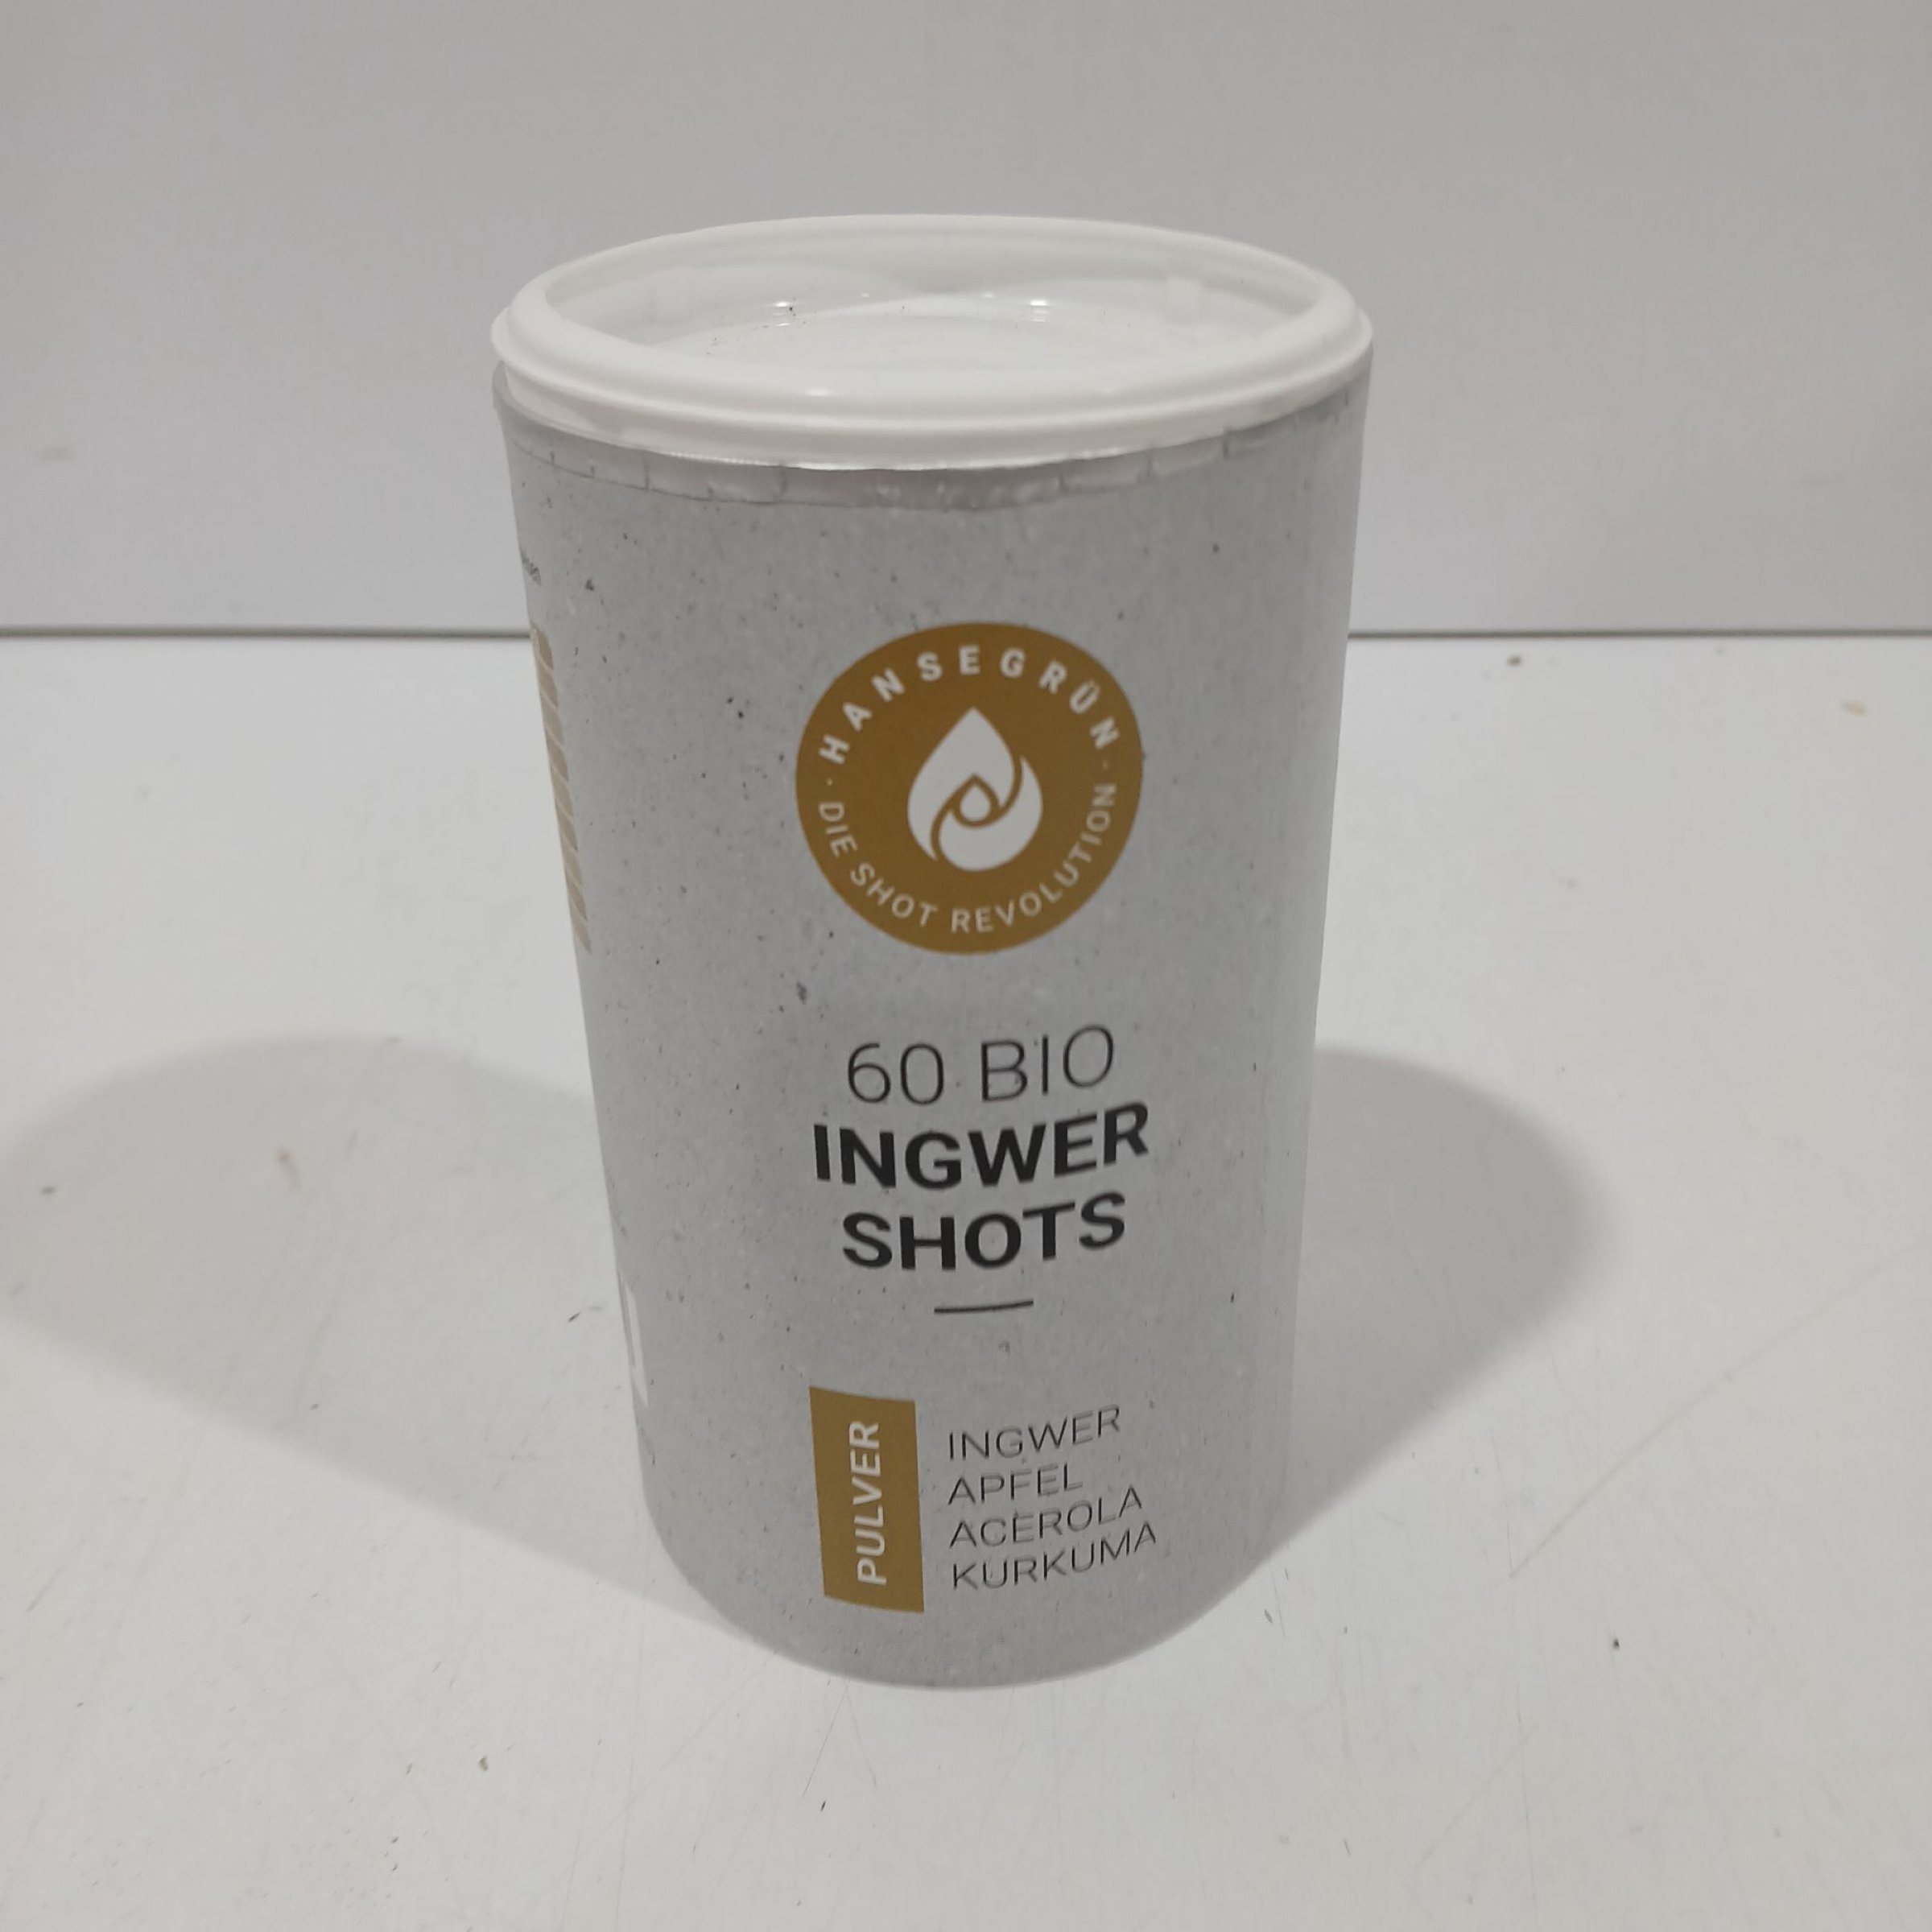 HANSEGRÜN
DIE SHOT REVOLUTION
60 BIO
INGWER
SHOTS
PULVER
INGWER
APFEL
ACEROLA
KURKUMA